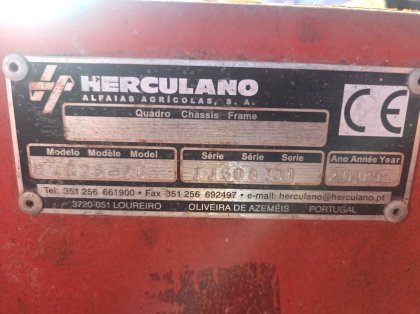 HERCULANO
ALFAIAS AGRÍCOLAS, S. A.
Quadro Chassis Frame
CE
Modelo Modèle Model Série Série Serie Ano Année Year
Tel. 351 256 661900 • Fax 351 256 692497 • e-mail: herculano@herculano.pt
3720-051 LOUREIRO OLIVEIRA DE AZEMÉIS PORTUGAL